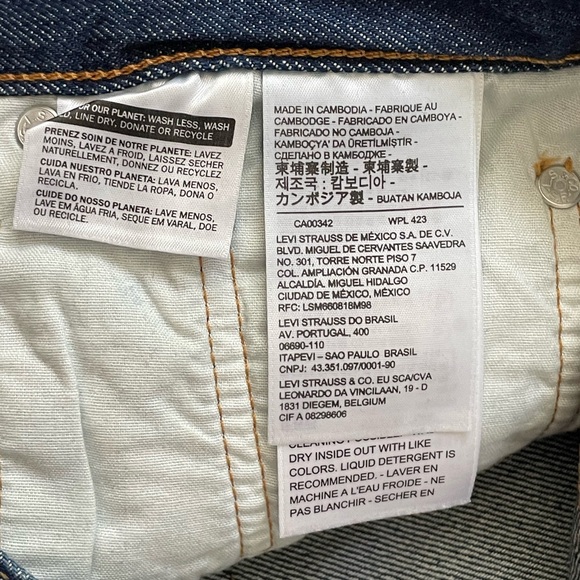 FOR OUR PLANET: WASH LESS, WASH
LINE DRY, DONATE OR RECYCLE
PRENEZ SOIN DE NOTRE PLANETE: LAVEZ
MOINS, LAVEZ A FROID, LAISSEZ SECHER
NATURELLEMENT, DONNEZ OU RECYCLEZ
CUIDA NUESTRO PLANETA: LAVA MENOS,
LAVA EN FRIO, TIENDE LA ROPA, DONA O
RECICLA.
CUIDE DO NOSSO PLANETA: LAVE MENOS,
LAVE EM ÁGUA FRIA, SEQUE EM VARAL, DOE
OU RECICLE.
MADE IN CAMBODIA - FABRIQUE AU
CAMBODGE - FABRICADO EN CAMBOYA -
FABRICADO NO CAMBOJA -
KAMBOÇYA' DA ÜRETİLMİŞTİR -
СДЕЛАНО В КАМБОДЖЕ -
柬埔寨制造 - 柬埔寨製 -
제조국 : 캄보디아 -
カンボジア製 - BUATAN KAMBOJA
CA00342 WPL 423
LEVI STRAUSS DE MÉXICO S.A. DE C.V.
BLVD. MIGUEL DE CERVANTES SAAVEDRA
NO. 301, TORRE NORTE PISO 7
COL. AMPLIACIÓN GRANADA C.P. 11529
ALCALDÍA. MIGUEL HIDALGO
CIUDAD DE MÉXICO, MÉXICO
RFC: LSM660818M98
LEVI STRAUSS DO BRASIL
AV. PORTUGAL, 400
06690-110
ITAPEVI – SAO PAULO BRASIL
CNPJ: 43.351.097/0001-90
LEVI STRAUSS & CO. EU SCA/CVA
LEONARDO DA VINCILAAN, 19 - D
1831 DIEGEM, BELGIUM
CIF A 08298606
DRY INSIDE OUT WITH LIKE
COLORS. LIQUID DETERGENT IS
RECOMMENDED. - LAVER EN
MACHINE A L'EAU FROIDE - NE
PAS BLANCHIR - SECHER EN